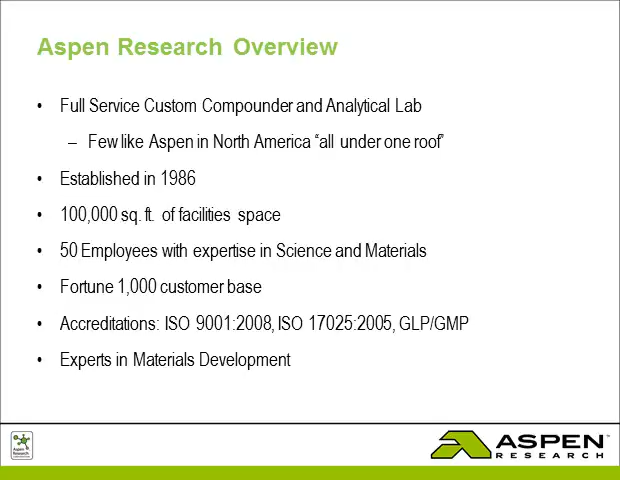 Aspen Research Overview
• Full Service Custom Compounder and Analytical Lab
– Few like Aspen in North America “all under one roof”
• Established in 1986
• 100,000 sq. ft. of facilities space
• 50 Employees with expertise in Science and Materials
• Fortune 1,000 customer base
• Accreditations: ISO 9001:2008, ISO 17025:2005, GLP/GMP
• Experts in Materials Development
Aspen
Research
ASPEN™
RESEARCH